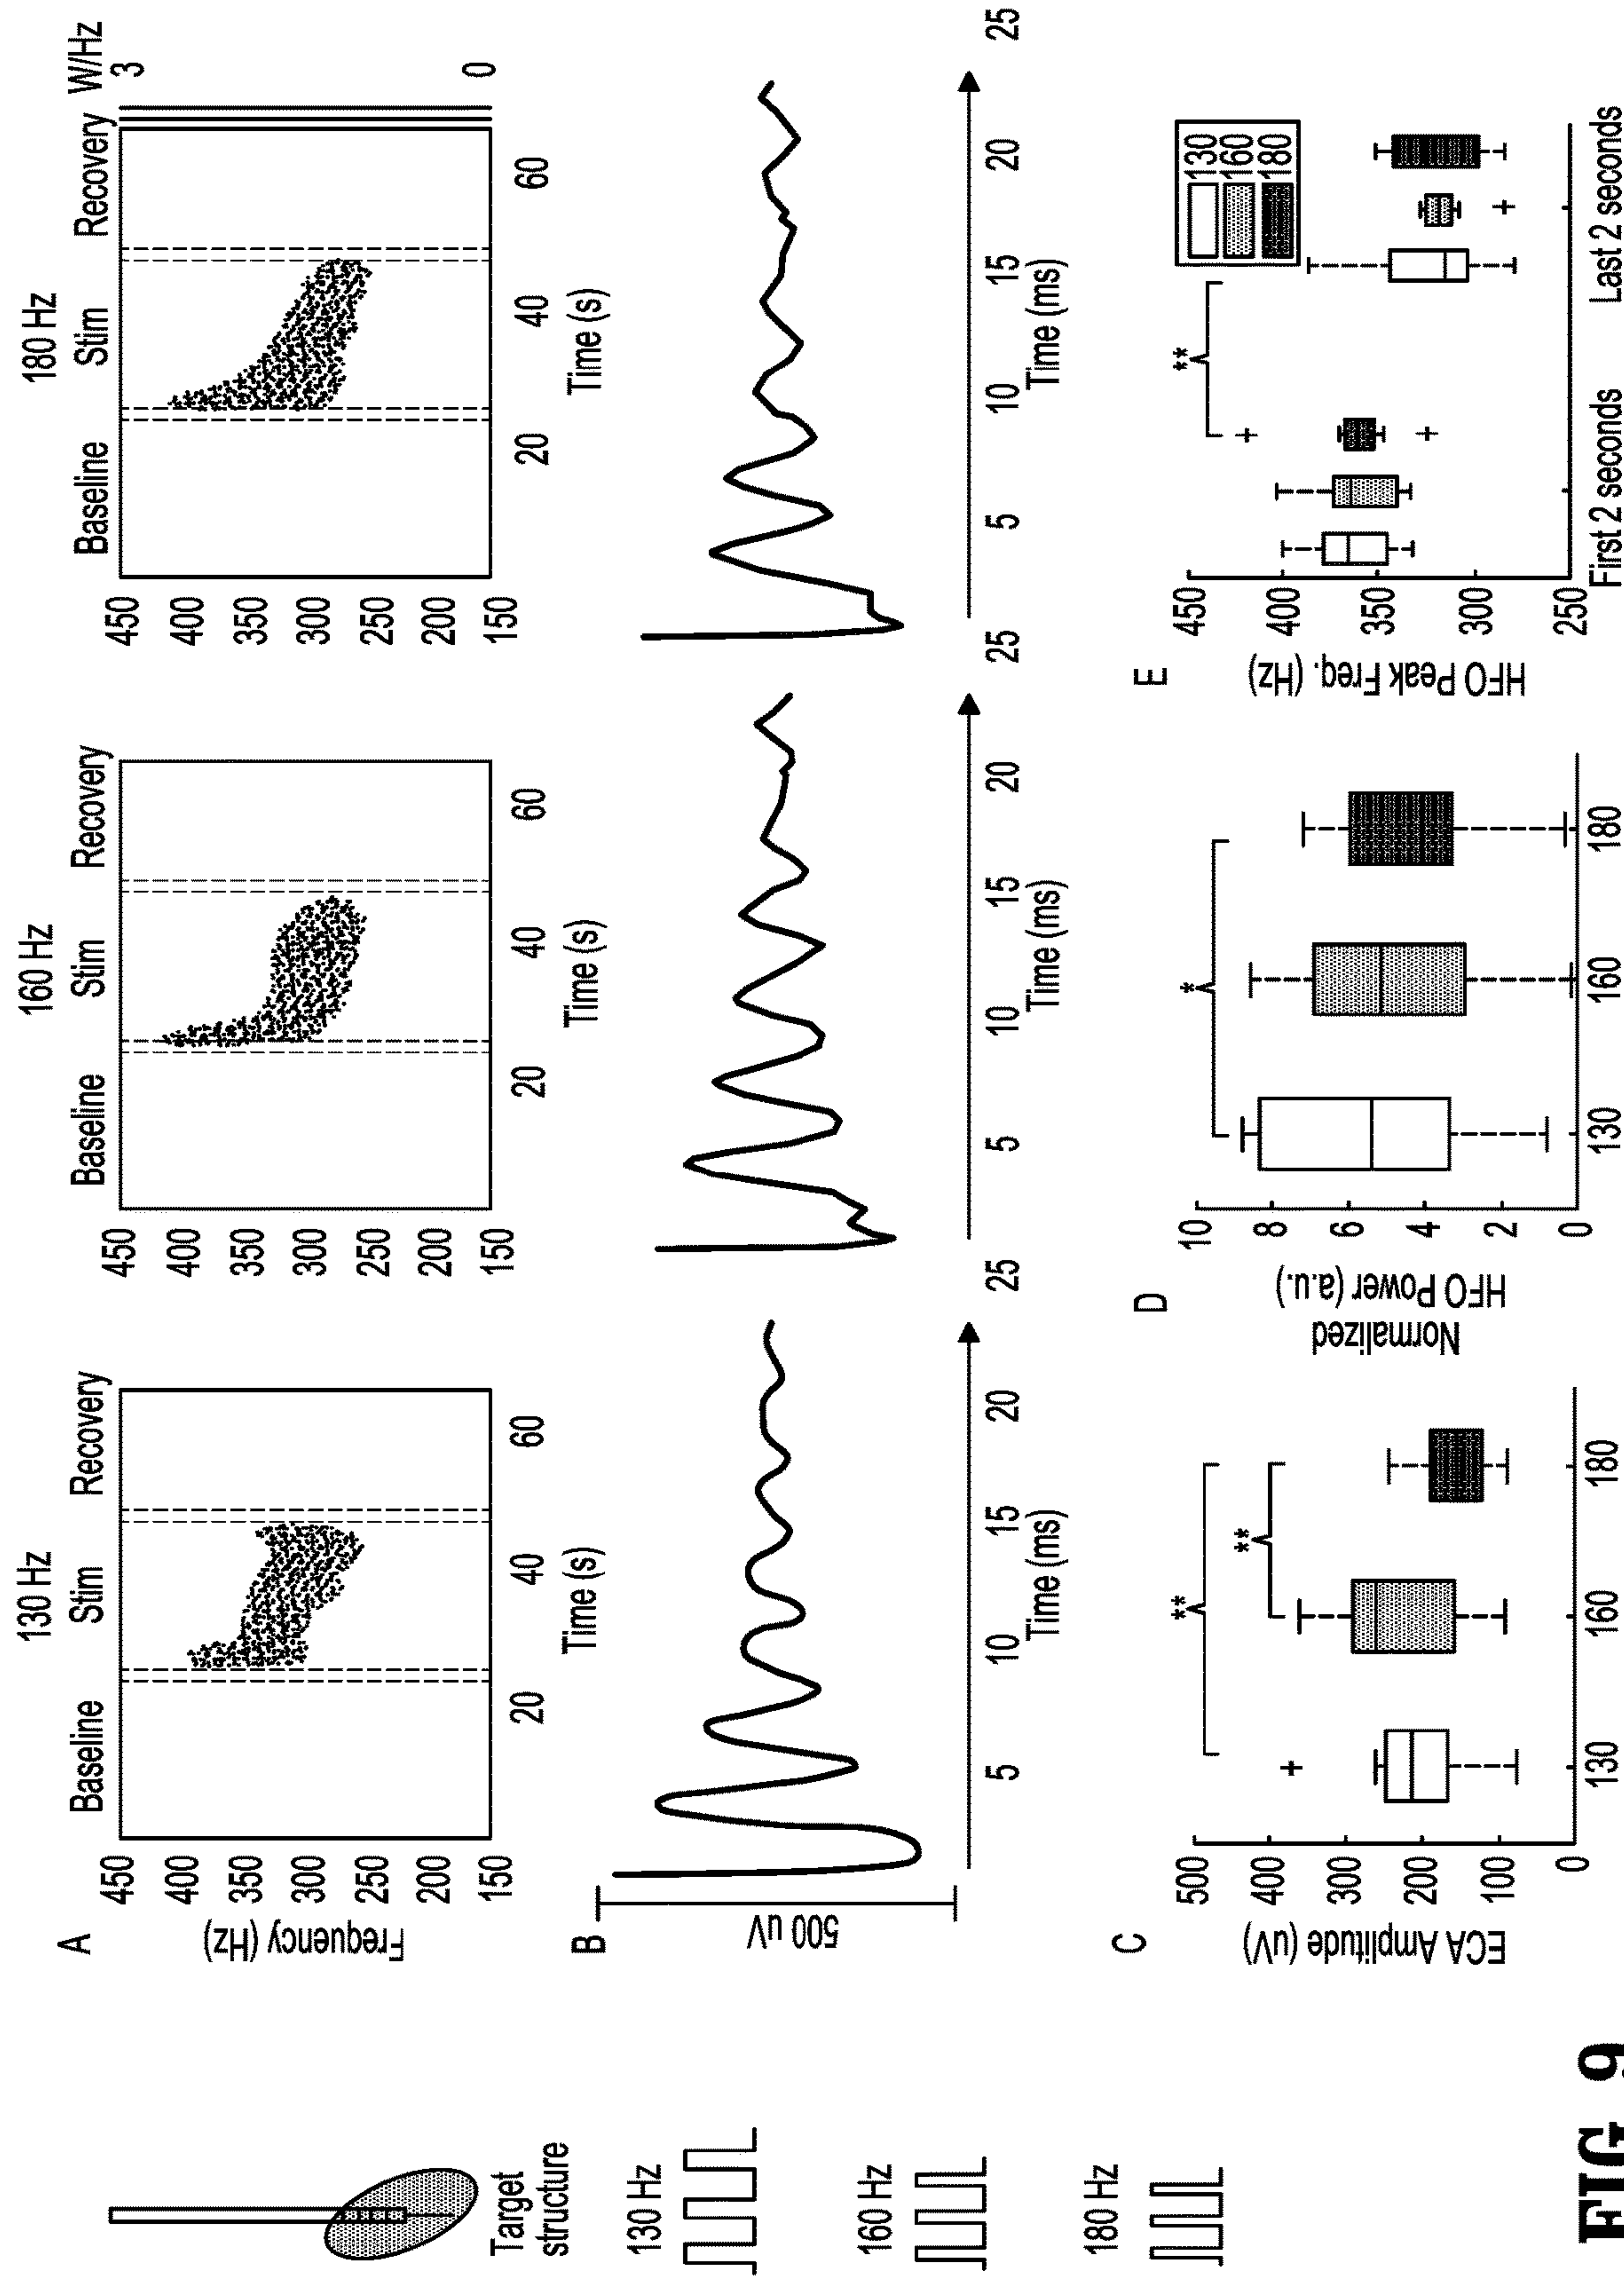 Target
structure
130 Hz
160 Hz
180 Hz
A
130 Hz
Baseline Stim Recovery
Frequency (Hz)
450
400
350
300
250
200
150
20 40 60
Time (s)
160 Hz
Baseline Stim Recovery
450
400
350
300
250
200
150
20 40 60
Time (s)
180 Hz
Baseline Stim Recovery
450
400
350
300
250
200
150
20 40 60
Time (s)
W/Hz
3
0
B
500 uV
5 10 15 20 25
Time (ms)
5 10 15 20 25
Time (ms)
5 10 15 20 25
Time (ms)
C
ECA Amplitude (uV)
500
400
300
200
100
0
**
**
130 160 180
D
Normalized
HFO Power (a.u.)
10
8
6
4
2
0
*
130 160 180
E
HFO Peak Freq. (Hz)
450
400
350
300
250
**
130
160
180
First 2 seconds Last 2 seconds
FIG. 9